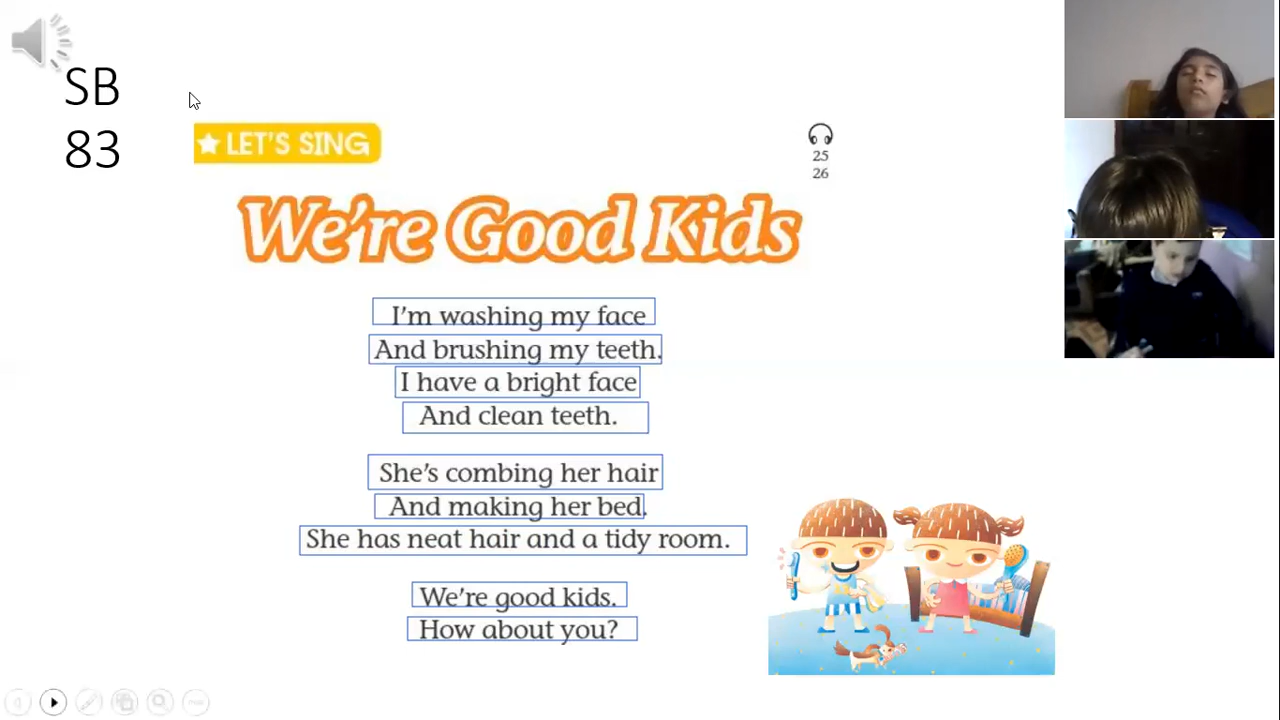 SB
83
LET'S SING
25
26
We're Good Kids
I'm washing my face
And brushing my teeth.
I have a bright face
And clean teeth.
She's combing her hair
And making her bed.
She has neat hair and a tidy room.
We're good kids.
How about you?